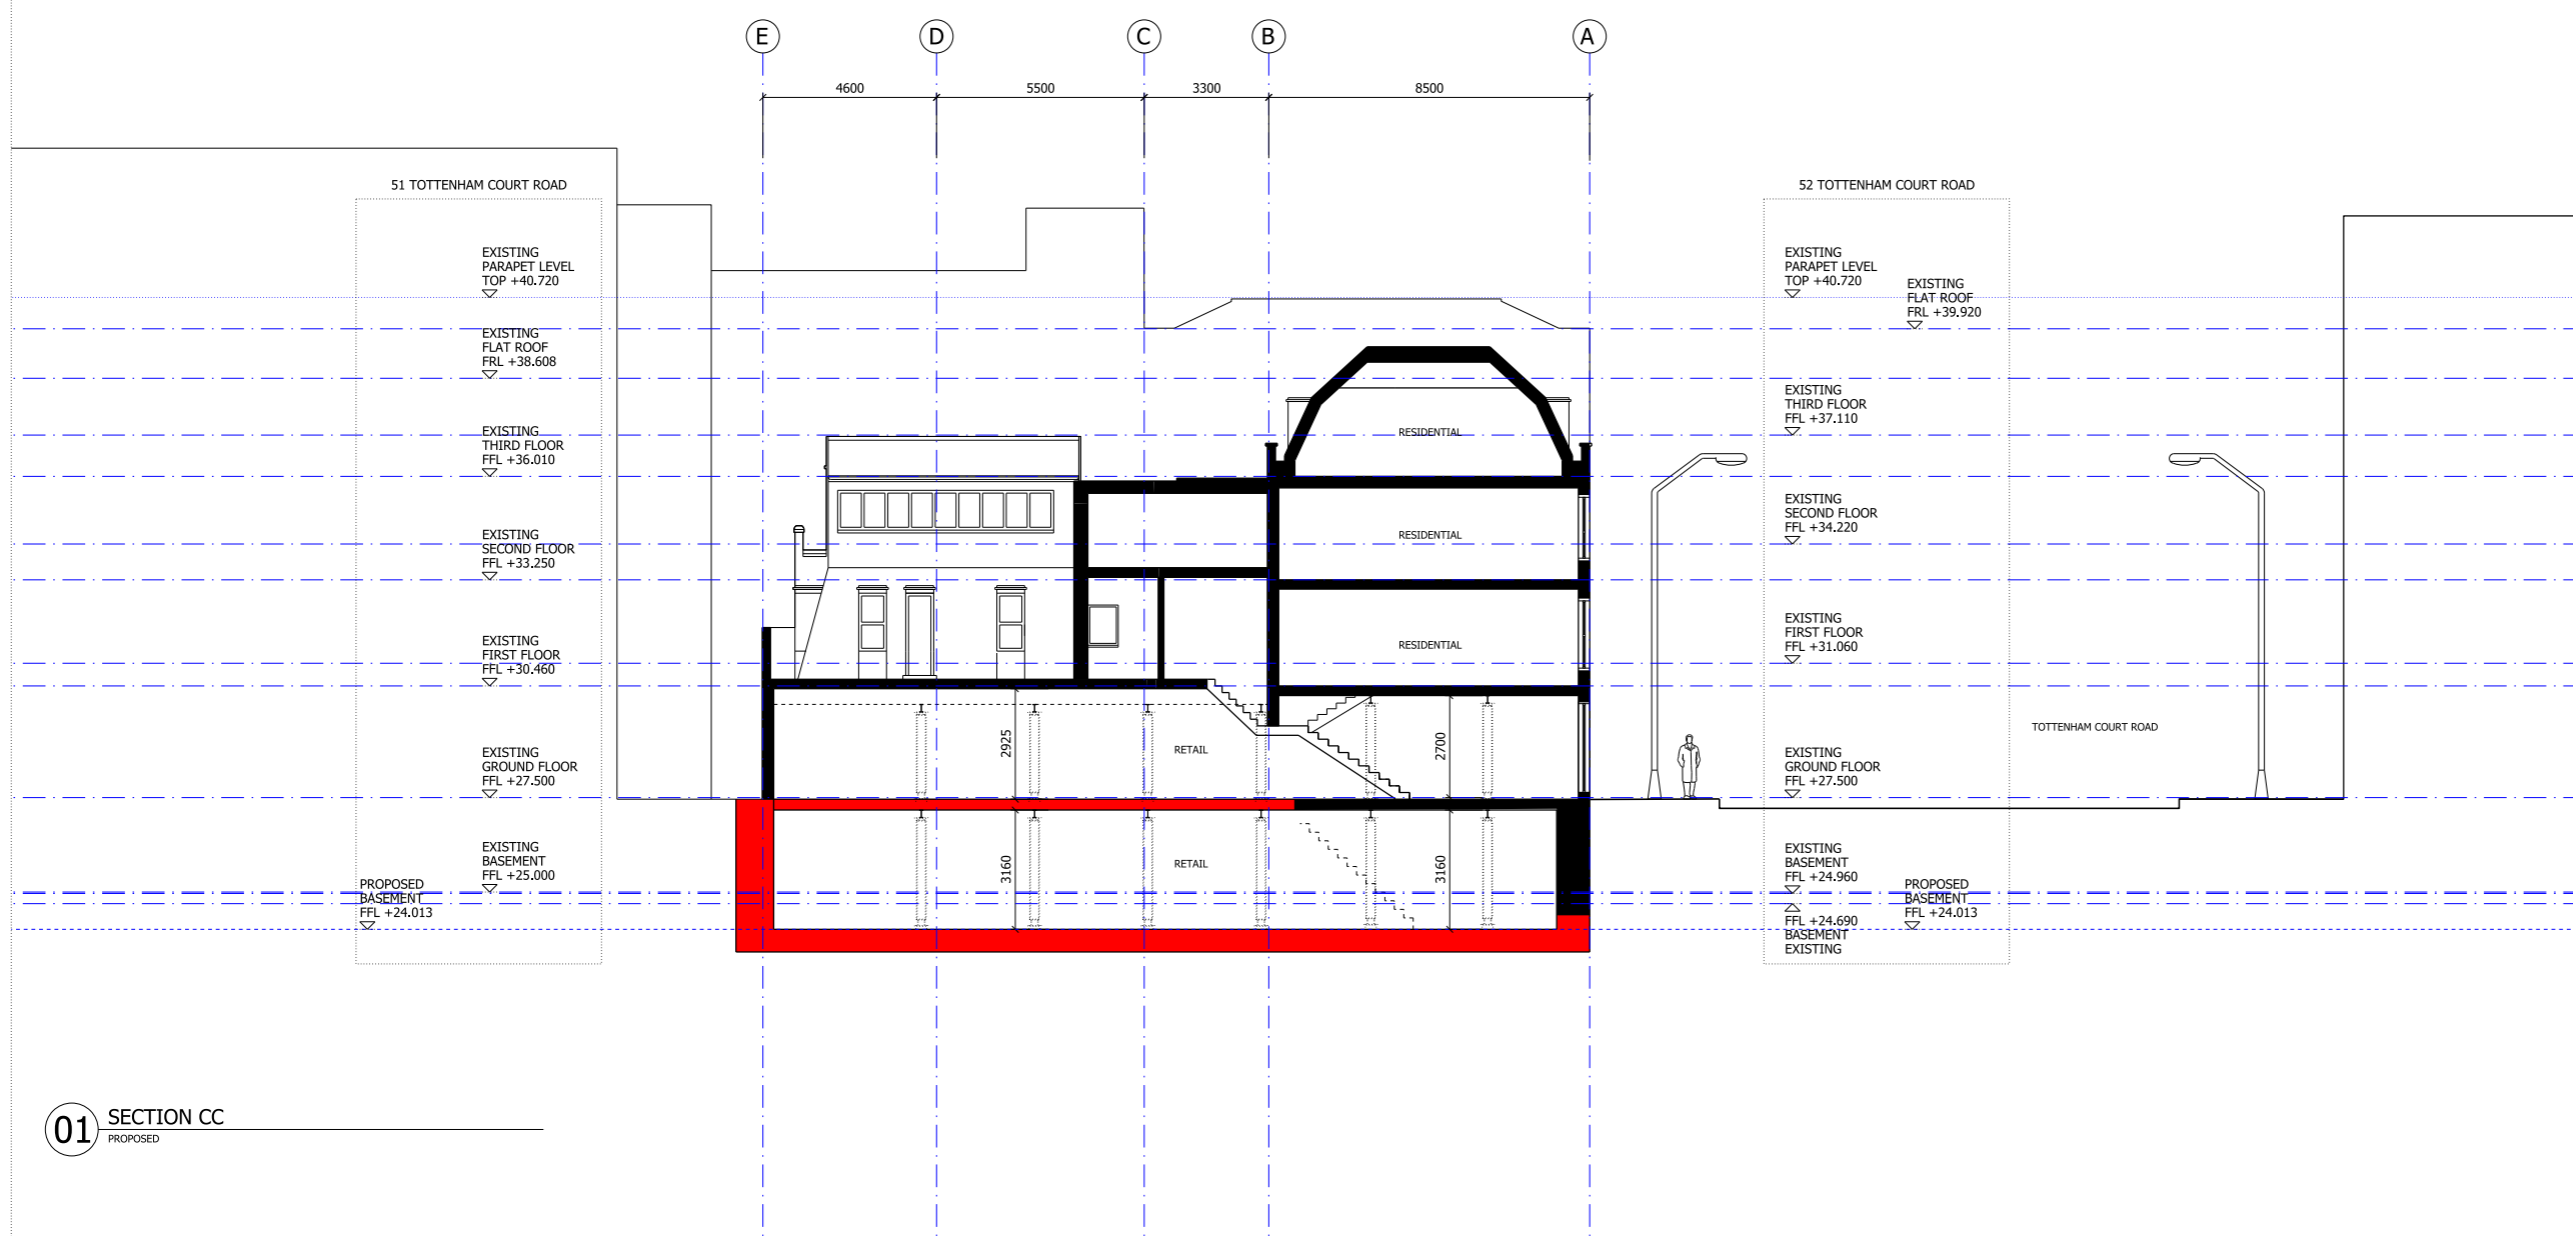 E
D
C
B
A
4600
5500
3300
8500
51 TOTTENHAM COURT ROAD
EXISTING
PARAPET LEVEL
TOP +40.720
EXISTING
FLAT ROOF
FRL +38.608
EXISTING
THIRD FLOOR
FFL +36.010
EXISTING
SECOND FLOOR
FFL +33.250
EXISTING
FIRST FLOOR
FFL +30.460
EXISTING
GROUND FLOOR
FFL +27.500
EXISTING
BASEMENT
FFL +25.000
PROPOSED
BASEMENT
FFL +24.013
RESIDENTIAL
RESIDENTIAL
RESIDENTIAL
2925
RETAIL
2700
3160
RETAIL
3160
52 TOTTENHAM COURT ROAD
EXISTING
PARAPET LEVEL
TOP +40.720
EXISTING
FLAT ROOF
FRL +39.920
EXISTING
THIRD FLOOR
FFL +37.110
EXISTING
SECOND FLOOR
FFL +34.220
EXISTING
FIRST FLOOR
FFL +31.060
TOTTENHAM COURT ROAD
EXISTING
GROUND FLOOR
FFL +27.500
EXISTING
BASEMENT
FFL +24.960
PROPOSED
BASEMENT
FFL +24.013
FFL +24.690
BASEMENT
EXISTING
01
SECTION CC
PROPOSED